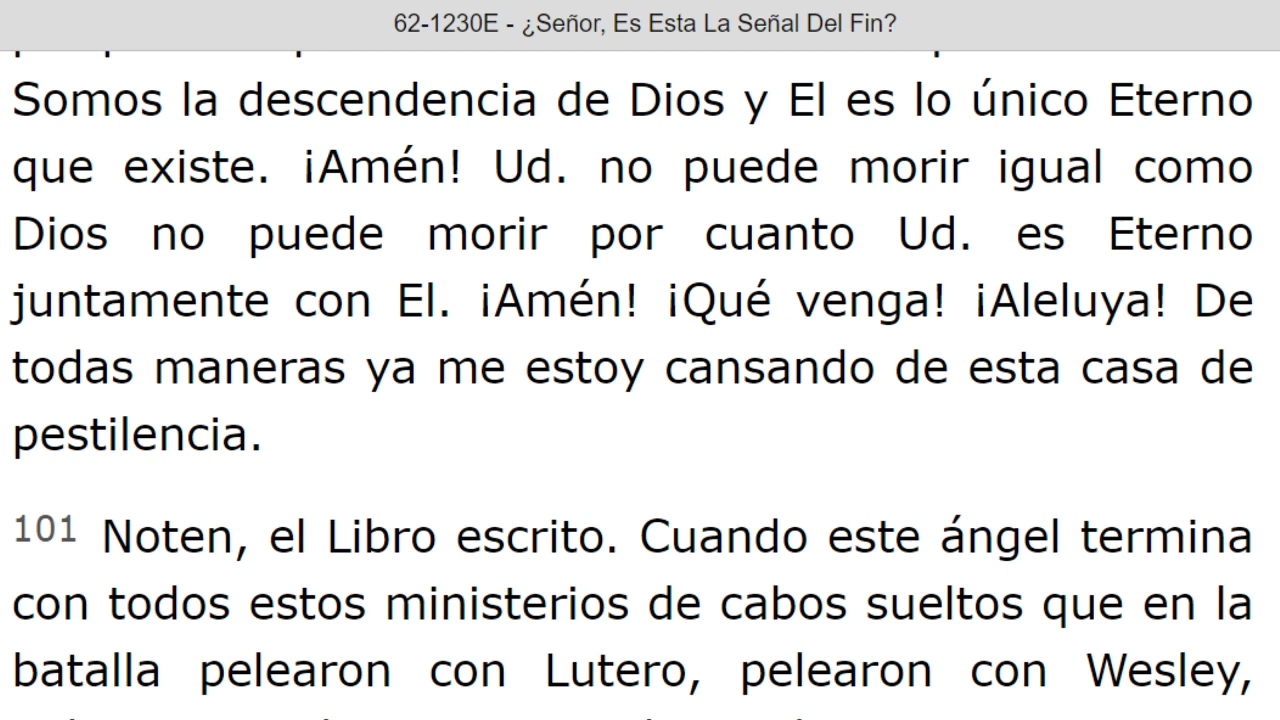 62-1230E - ¿Señor, Es Esta La Señal Del Fin?
Somos la descendencia de Dios y El es lo único Eterno
que existe. ¡Amén! Ud. no puede morir igual como
Dios no puede morir por cuanto Ud. es Eterno
juntamente con El. ¡Amén! ¡Qué venga! ¡Aleluya! De
todas maneras ya me estoy cansando de esta casa de
pestilencia.
101 Noten, el Libro escrito. Cuando este ángel termina
con todos estos ministerios de cabos sueltos que en la
batalla pelearon con Lutero, pelearon con Wesley,